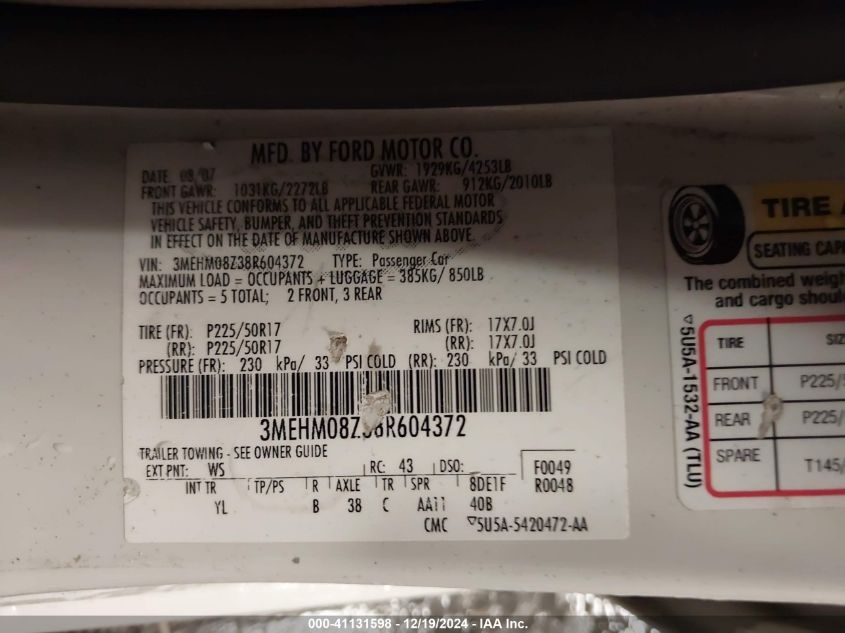 MFD. BY FORD MOTOR CO.
DATE 08/07 GVWR: 1929KG/4253LB
FRONT GAWR: 1031KG/2272LB REAR GAWR: 912KG/2010LB
THIS VEHICLE CONFORMS TO ALL APPLICABLE FEDERAL MOTOR
VEHICLE SAFETY, BUMPER, AND THEFT PREVENTION STANDARDS
IN EFFECT ON THE DATE OF MANUFACTURE SHOWN ABOVE.
VIN: 3MEHM08Z38R604372 TYPE: Passenger Car
MAXIMUM LOAD = OCCUPANTS + LUGGAGE = 385KG/ 850LB
OCCUPANTS = 5 TOTAL; 2 FRONT, 3 REAR
TIRE (FR): P225/50R17 RIMS (FR): 17X7.0J
(RR): P225/50R17 (RR): 17X7.0J
PRESSURE (FR): 230 kPa/ 33 PSI COLD (RR): 230 kPa/ 33 PSI COLD
3MEHM08Z38R604372
TRAILER TOWING - SEE OWNER GUIDE
EXT PNT: WS RC: 43 DSO: F0049
INT TR TP/PS R AXLE TR SPR 8DE1F R0048
YL B 38 C AA11 40B
CMC ▽5U5A-5420472-AA
TIRE
SEATING
The combined
and cargo
▽5U5A-1532-AA (TLU)
TIRE
FRONT P225/
REAR P225/
SPARE T145/
000-41131598 - 12/19/2024 - IAA Inc.